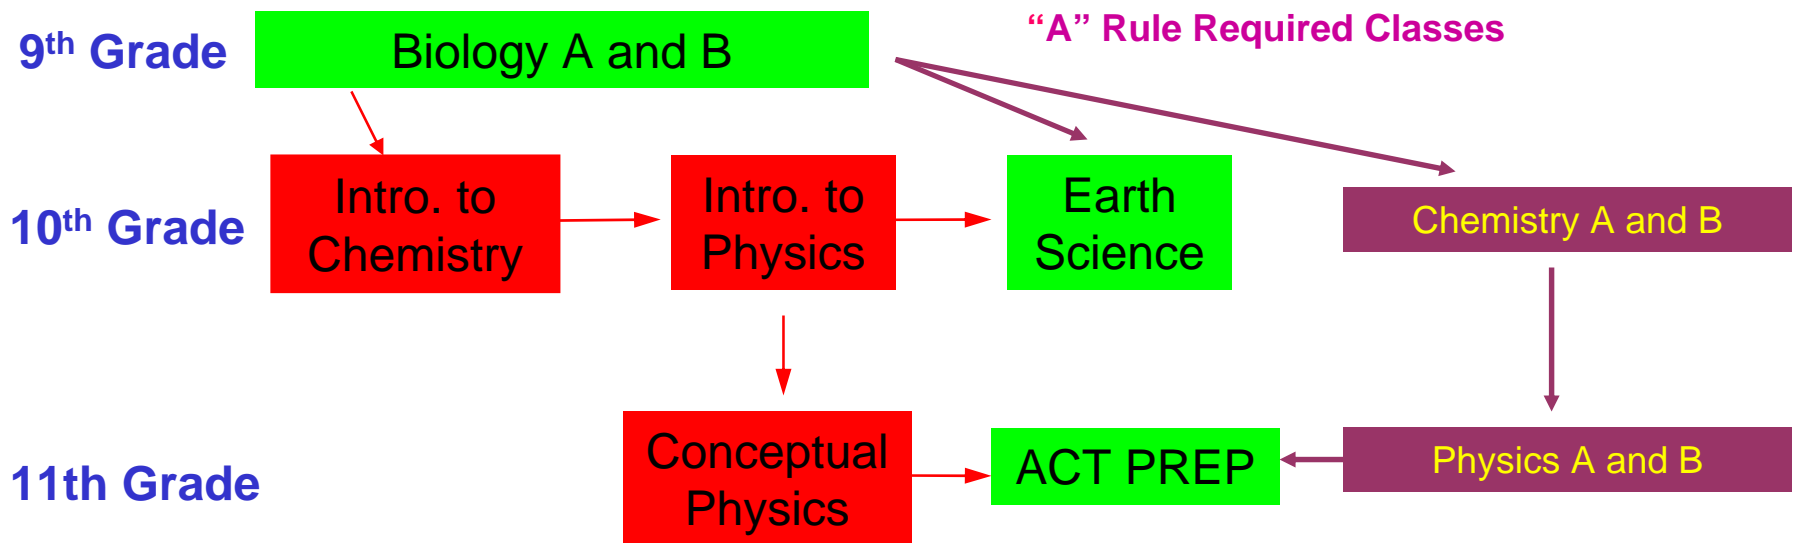 “A” Rule Required Classes
9th Grade
Biology A and B
10th Grade
Intro. to
Chemistry
Intro. to
Physics
Earth
Science
Chemistry A and B
11th Grade
Conceptual
Physics
ACT PREP
Physics A and B